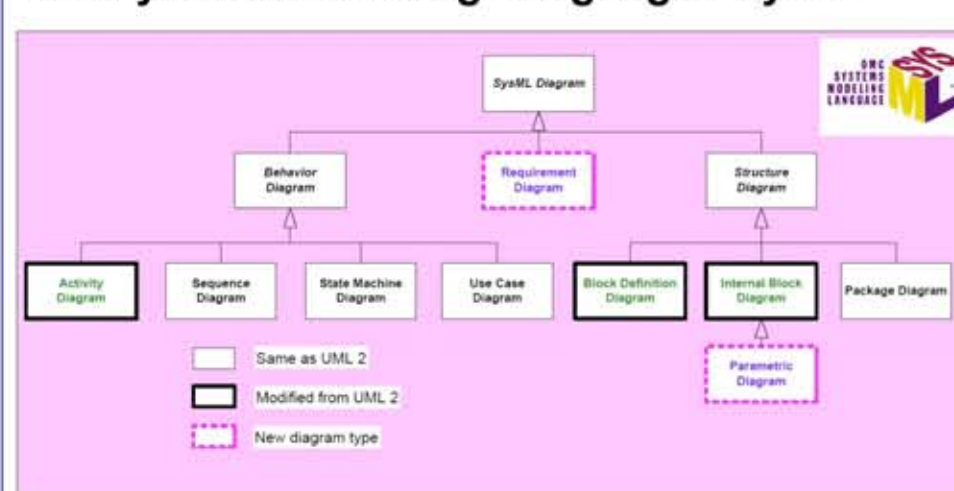 SysML Diagram
OMG
SYSTEMS
MODELING
LANGUAGE
SYS
ML
Behavior
Diagram
Requirement
Diagram
Structure
Diagram
Activity
Diagram
Sequence
Diagram
State Machine
Diagram
Use Case
Diagram
Block Definition
Diagram
Internal Block
Diagram
Package Diagram
Parametric
Diagram
Same as UML 2
Modified from UML 2
New diagram type